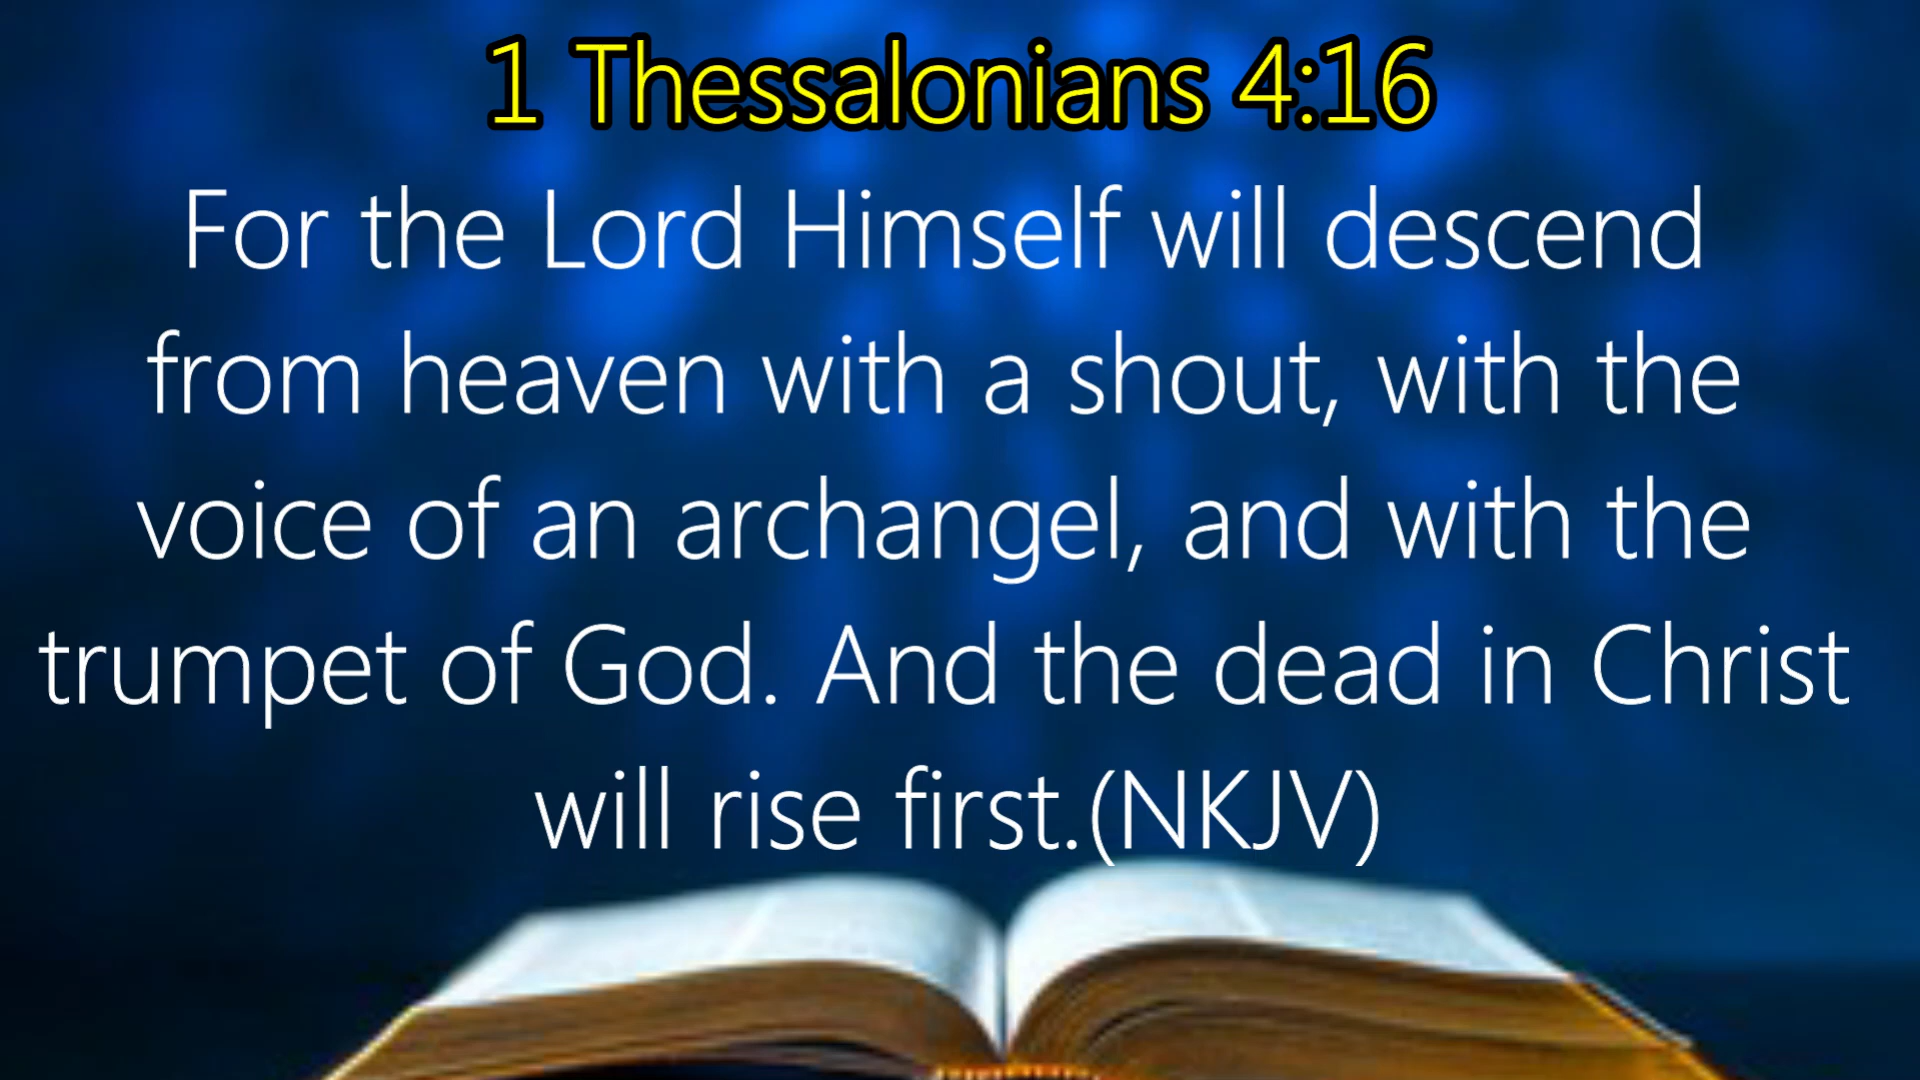 1 Thessalonians 4:16
For the Lord Himself will descend
from heaven with a shout, with the
voice of an archangel, and with the
trumpet of God. And the dead in Christ
will rise first.(NKJV)